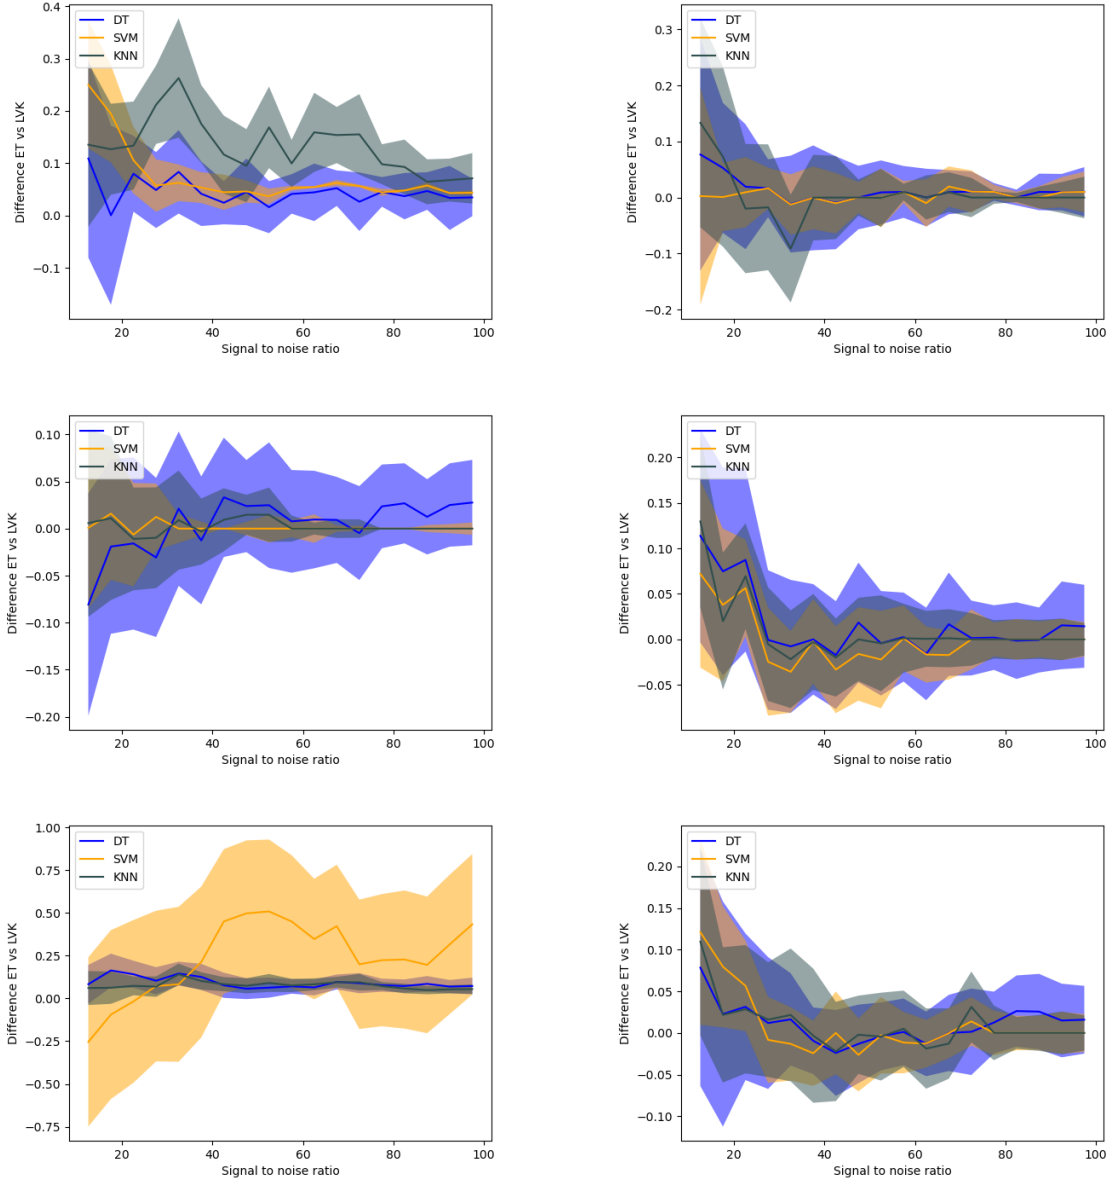 0.4
0.3
0.2
0.1
0.0
−0.1
Difference ET vs LVK
DT
SVM
KNN
20
40
60
80
100
Signal to noise ratio
0.3
0.2
0.1
0.0
−0.1
−0.2
Difference ET vs LVK
DT
SVM
KNN
20
40
60
80
100
Signal to noise ratio
0.10
0.05
0.00
−0.05
−0.10
−0.15
−0.20
Difference ET vs LVK
DT
SVM
KNN
20
40
60
80
100
Signal to noise ratio
0.20
0.15
0.10
0.05
0.00
−0.05
Difference ET vs LVK
DT
SVM
KNN
20
40
60
80
100
Signal to noise ratio
1.00
0.75
0.50
0.25
0.00
−0.25
−0.50
−0.75
Difference ET vs LVK
DT
SVM
KNN
20
40
60
80
100
Signal to noise ratio
0.20
0.15
0.10
0.05
0.00
−0.05
−0.10
Difference ET vs LVK
DT
SVM
KNN
20
40
60
80
100
Signal to noise ratio